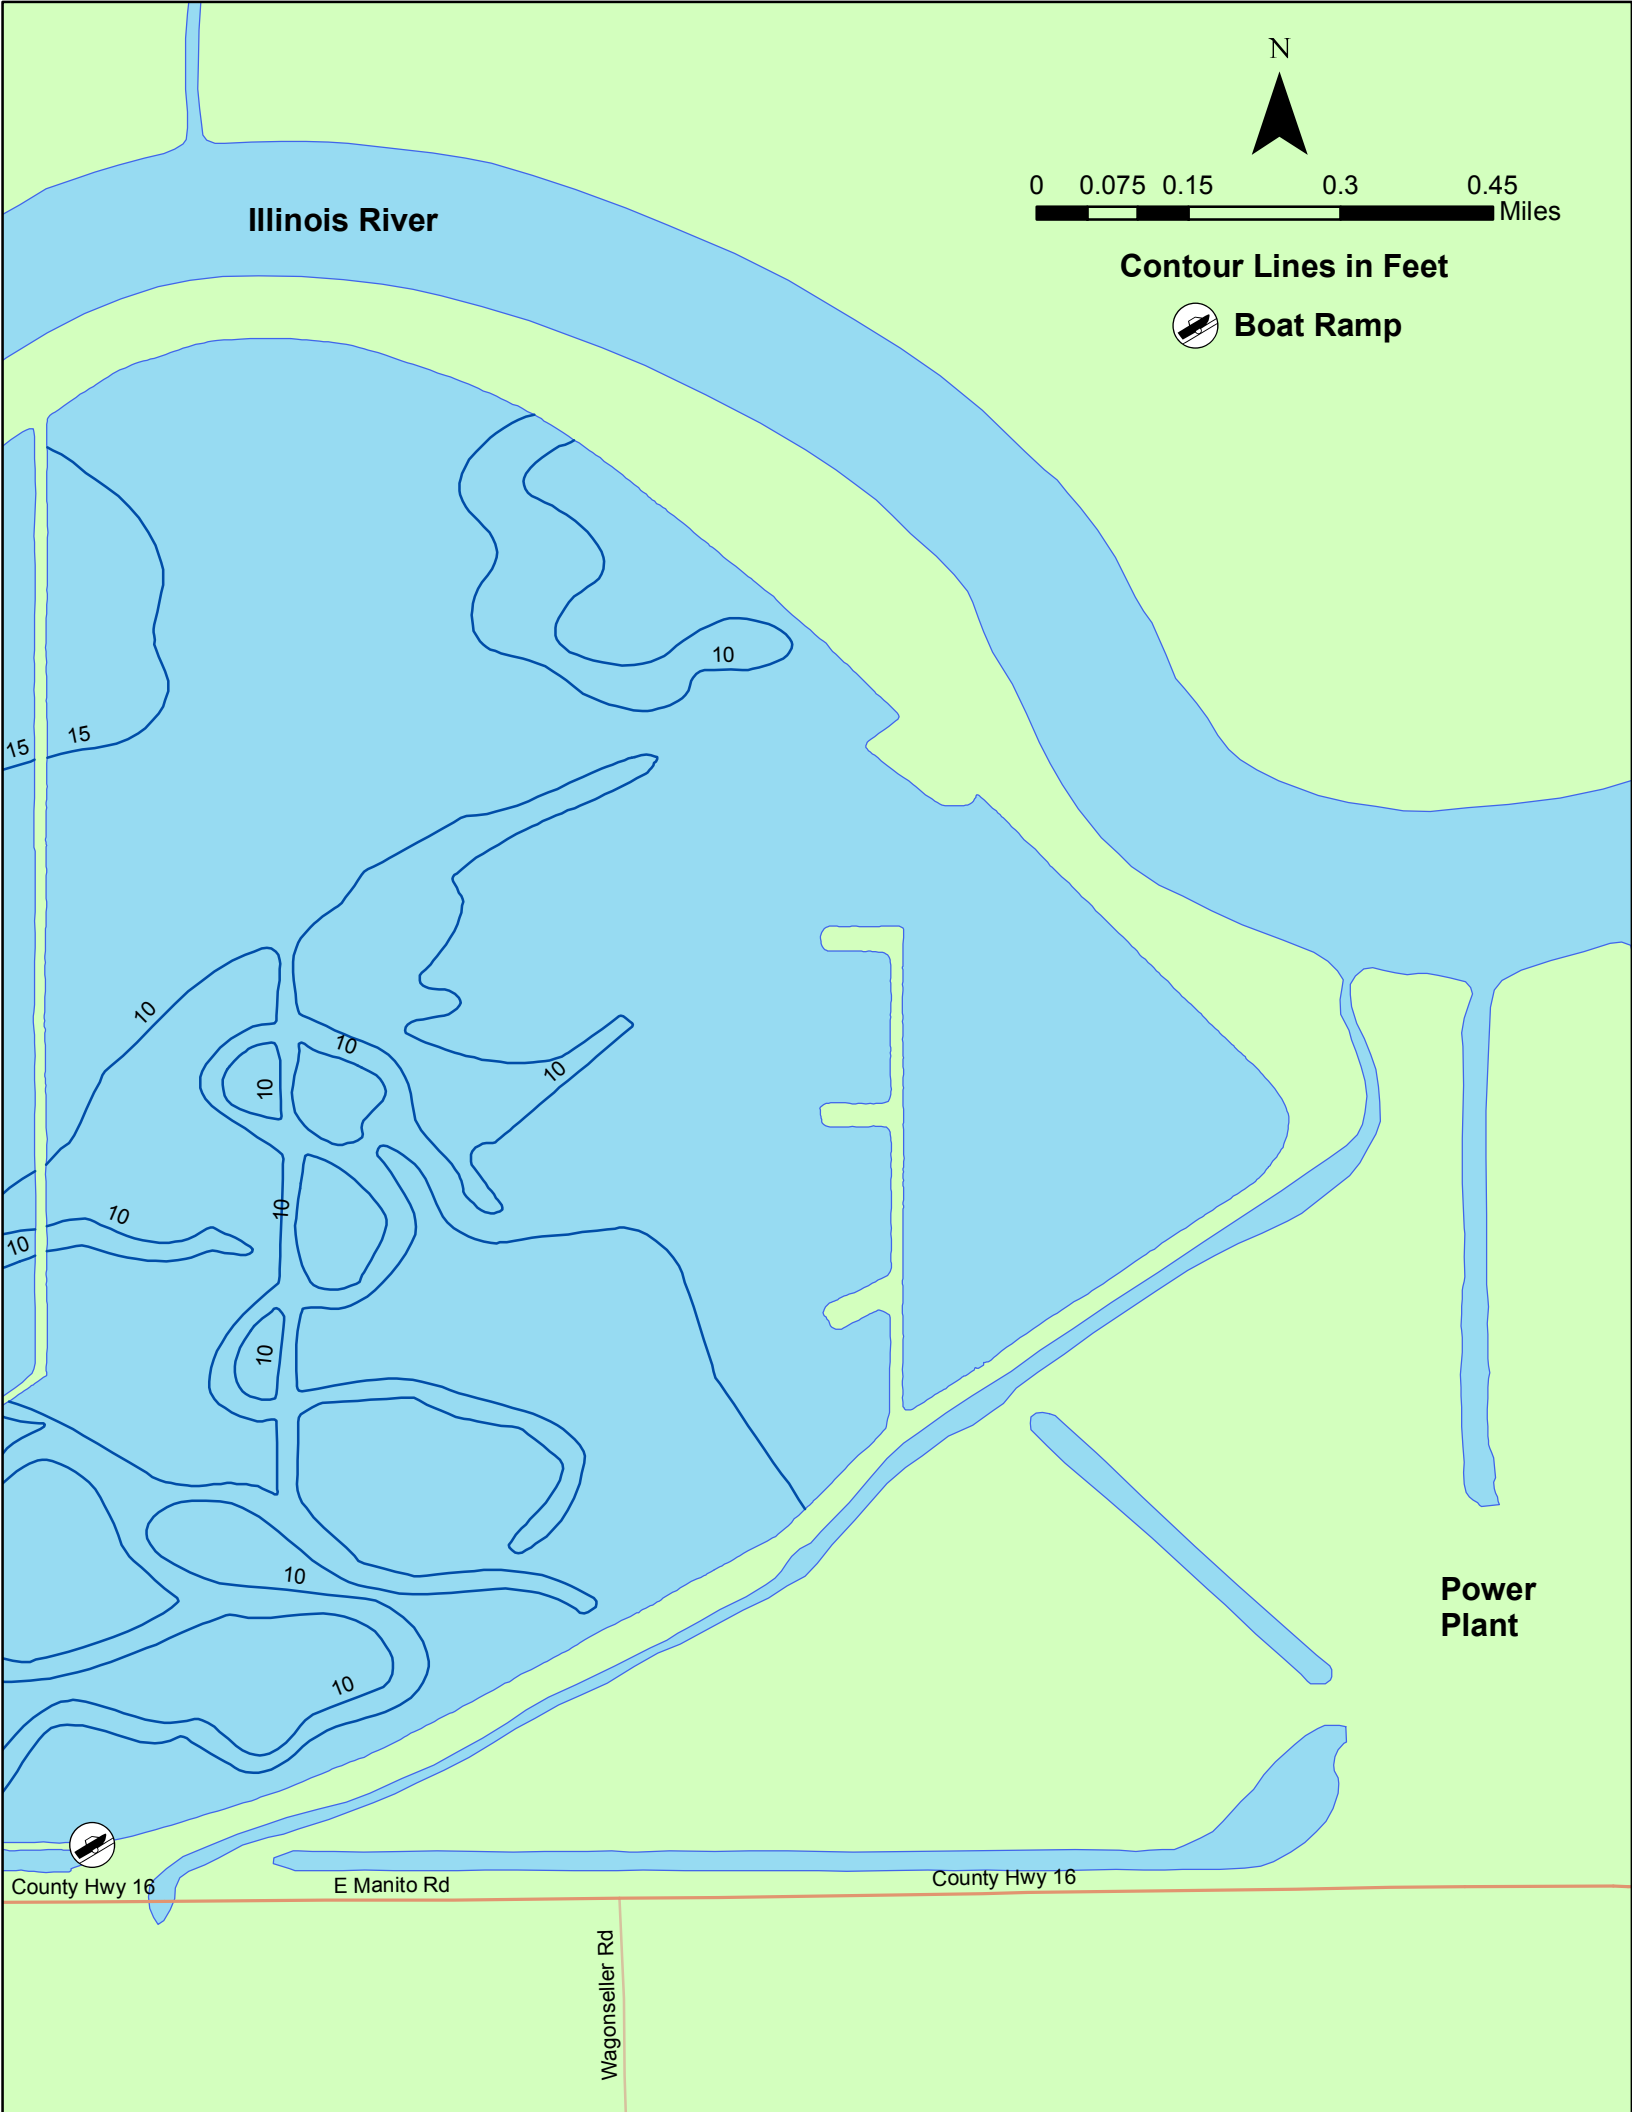 N
0 0.075 0.15 0.3 0.45
Miles
Illinois River
Contour Lines in Feet
Boat Ramp
10
15
15
10
10
10
10
10
10
10
10
10
10
Power
Plant
County Hwy 16
E Manito Rd
County Hwy 16
Wagonseller Rd